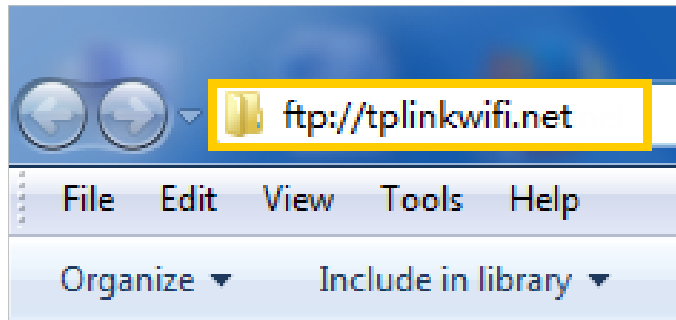 ftp://tplinkwifi.net
File Edit View Tools Help
Organize Include in library